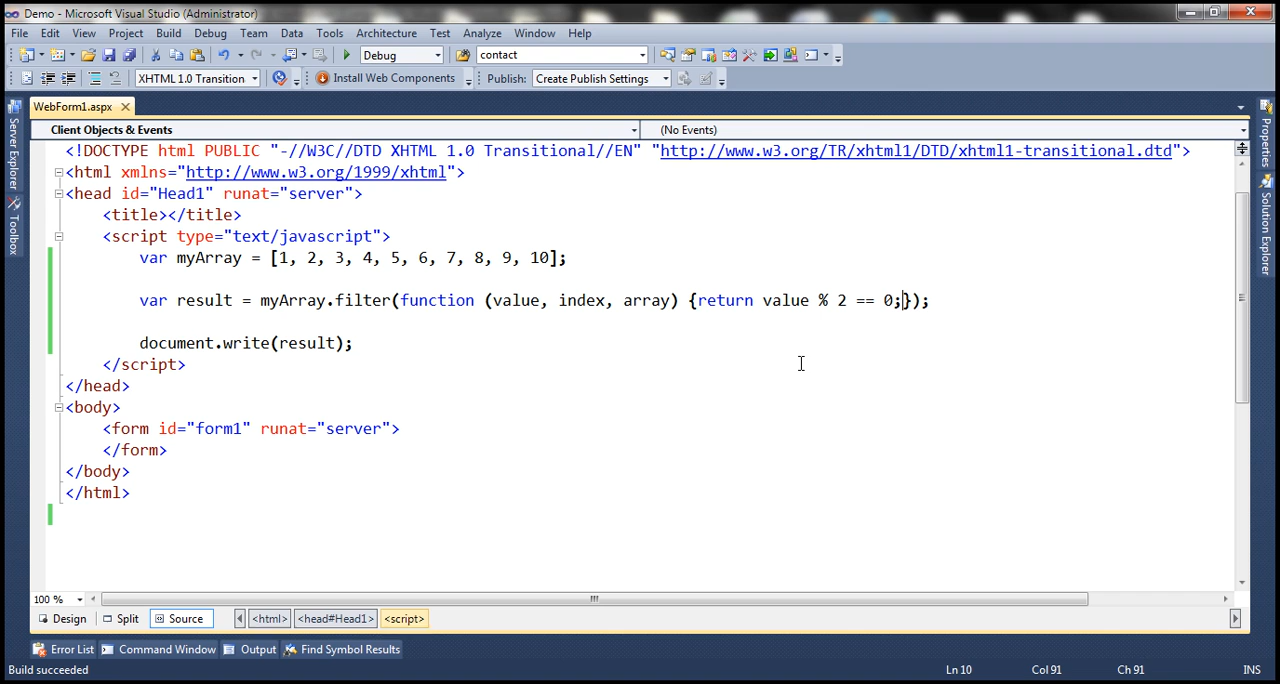 Demo - Microsoft Visual Studio (Administrator)
File Edit View Project Build Debug Team Data Tools Architecture Test Analyze Window Help
Debug contact
XHTML 1.0 Transition Install Web Components Publish: Create Publish Settings
WebForm1.aspx
Client Objects & Events (No Events)
<!DOCTYPE html PUBLIC "-//W3C//DTD XHTML 1.0 Transitional//EN" "http://www.w3.org/TR/xhtml1/DTD/xhtml1-transitional.dtd">
<html xmlns="http://www.w3.org/1999/xhtml">
<head id="Head1" runat="server">
<title></title>
<script type="text/javascript">
var myArray = [1, 2, 3, 4, 5, 6, 7, 8, 9, 10];
var result = myArray.filter(function (value, index, array) {return value % 2 == 0;});
document.write(result);
</script>
</head>
<body>
<form id="form1" runat="server">
</form>
</body>
</html>
Server Explorer
Toolbox
Properties
Solution Explorer
100 %
Design Split Source <html> <head#Head1> <script>
Error List Command Window Output Find Symbol Results
Build succeeded Ln 10 Col 91 Ch 91 INS